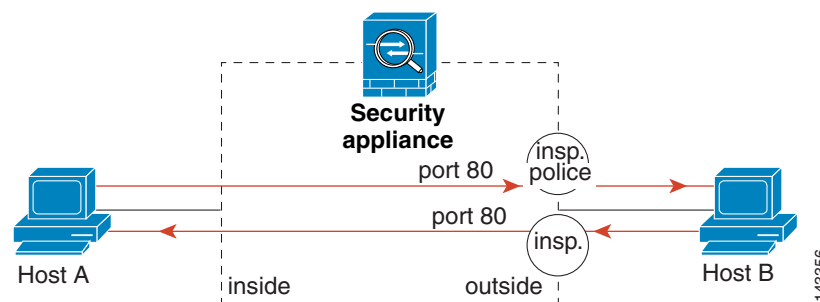 Security
appliance
port 80
insp.
police
port 80
insp.
Host A
Host B
inside
outside